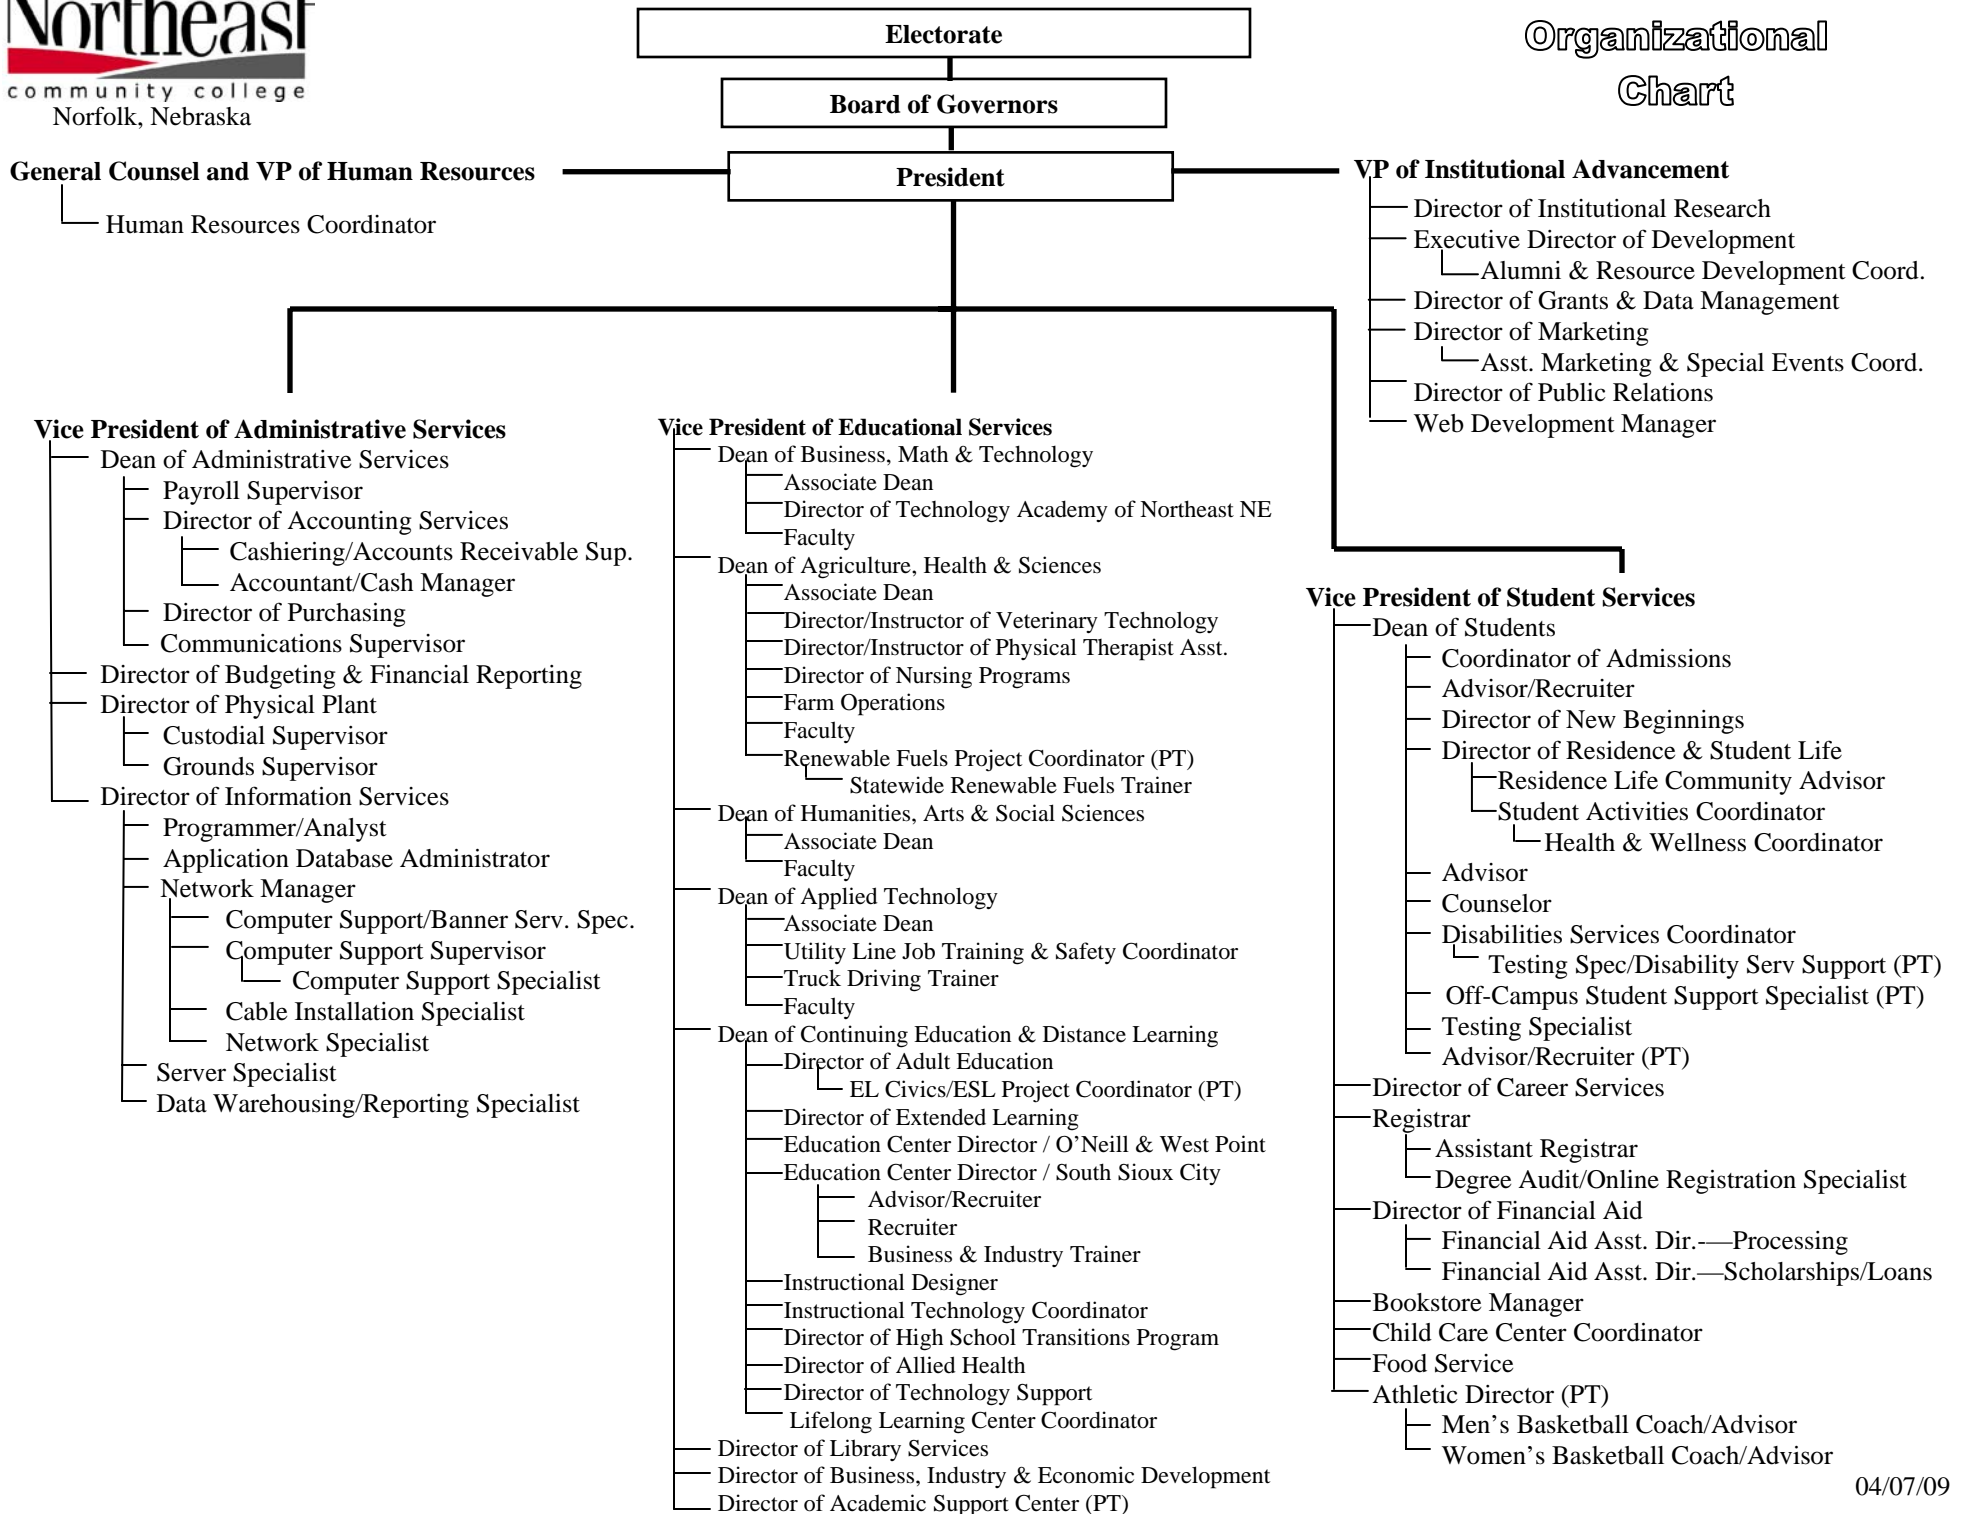 Northeast
community college
Norfolk, Nebraska
Organizational
Chart
Electorate
Board of Governors
President
General Counsel and VP of Human Resources
Human Resources Coordinator
VP of Institutional Advancement
Director of Institutional Research
Executive Director of Development
Alumni & Resource Development Coord.
Director of Grants & Data Management
Director of Marketing
Asst. Marketing & Special Events Coord.
Director of Public Relations
Web Development Manager
Vice President of Administrative Services
Dean of Administrative Services
Payroll Supervisor
Director of Accounting Services
Cashiering/Accounts Receivable Sup.
Accountant/Cash Manager
Director of Purchasing
Communications Supervisor
Director of Budgeting & Financial Reporting
Director of Physical Plant
Custodial Supervisor
Grounds Supervisor
Director of Information Services
Programmer/Analyst
Application Database Administrator
Network Manager
Computer Support/Banner Serv. Spec.
Computer Support Supervisor
Computer Support Specialist
Cable Installation Specialist
Network Specialist
Server Specialist
Data Warehousing/Reporting Specialist
Vice President of Educational Services
Dean of Business, Math & Technology
Associate Dean
Director of Technology Academy of Northeast NE
Faculty
Dean of Agriculture, Health & Sciences
Associate Dean
Director/Instructor of Veterinary Technology
Director/Instructor of Physical Therapist Asst.
Director of Nursing Programs
Farm Operations
Faculty
Renewable Fuels Project Coordinator (PT)
Statewide Renewable Fuels Trainer
Dean of Humanities, Arts & Social Sciences
Associate Dean
Faculty
Dean of Applied Technology
Associate Dean
Utility Line Job Training & Safety Coordinator
Truck Driving Trainer
Faculty
Dean of Continuing Education & Distance Learning
Director of Adult Education
EL Civics/ESL Project Coordinator (PT)
Director of Extended Learning
Education Center Director / O’Neill & West Point
Education Center Director / South Sioux City
Advisor/Recruiter
Recruiter
Business & Industry Trainer
Instructional Designer
Instructional Technology Coordinator
Director of High School Transitions Program
Director of Allied Health
Director of Technology Support
Lifelong Learning Center Coordinator
Director of Library Services
Director of Business, Industry & Economic Development
Director of Academic Support Center (PT)
Vice President of Student Services
Dean of Students
Coordinator of Admissions
Advisor/Recruiter
Director of New Beginnings
Director of Residence & Student Life
Residence Life Community Advisor
Student Activities Coordinator
Health & Wellness Coordinator
Advisor
Counselor
Disabilities Services Coordinator
Testing Spec/Disability Serv Support (PT)
Off-Campus Student Support Specialist (PT)
Testing Specialist
Advisor/Recruiter (PT)
Director of Career Services
Registrar
Assistant Registrar
Degree Audit/Online Registration Specialist
Director of Financial Aid
Financial Aid Asst. Dir.-—Processing
Financial Aid Asst. Dir.—Scholarships/Loans
Bookstore Manager
Child Care Center Coordinator
Food Service
Athletic Director (PT)
Men’s Basketball Coach/Advisor
Women’s Basketball Coach/Advisor
04/07/09